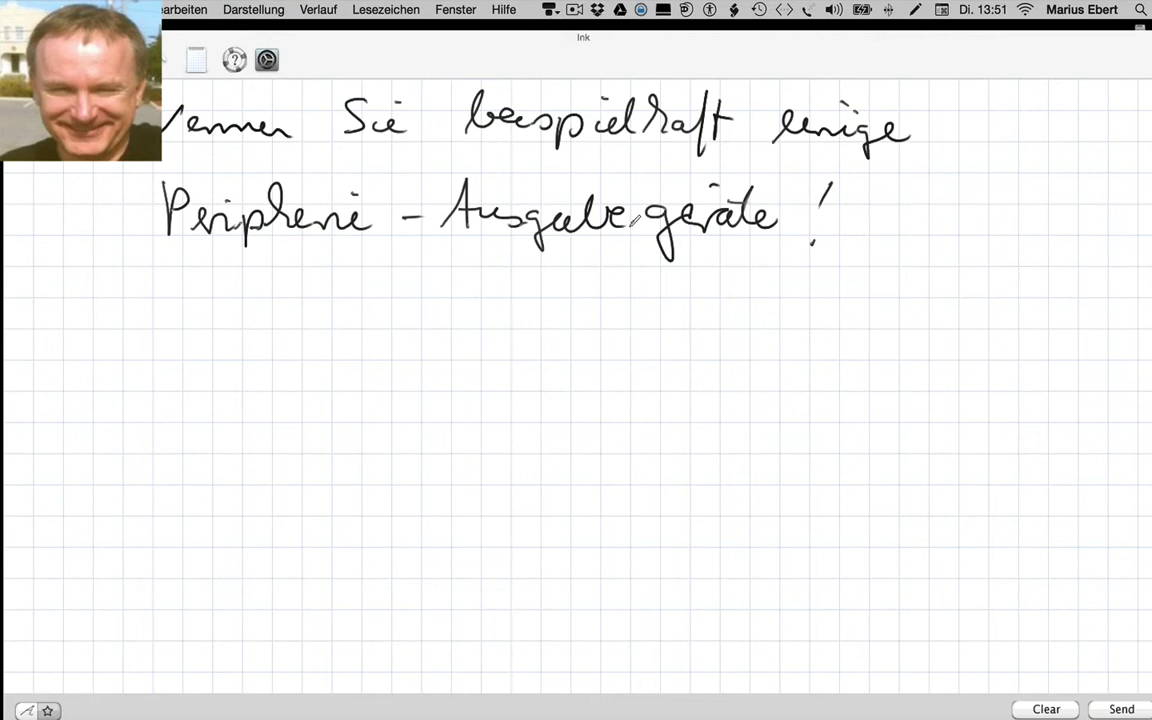 arbeiten Darstellung Verlauf Lesezeichen Fenster Hilfe Di. 13:51 Marius Ebert
Ink
Sie beispielhaft einige
Peripherie - Ausgabegeräte !
Clear Send